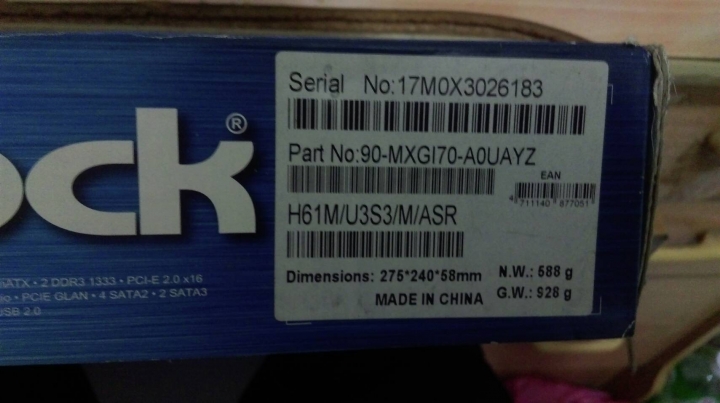 ock®
mATX • 2 DDR3 1333 • PCI-E 2.0 x16
io • PCIE GLAN • 4 SATA2 • 2 SATA3
USB 2.0
Serial No:17M0X3026183
Part No:90-MXGI70-A0UAYZ
EAN
4 711140 877051
H61M/U3S3/M/ASR
Dimensions: 275*240*58mm N.W.: 588 g
MADE IN CHINA G.W.: 928 g